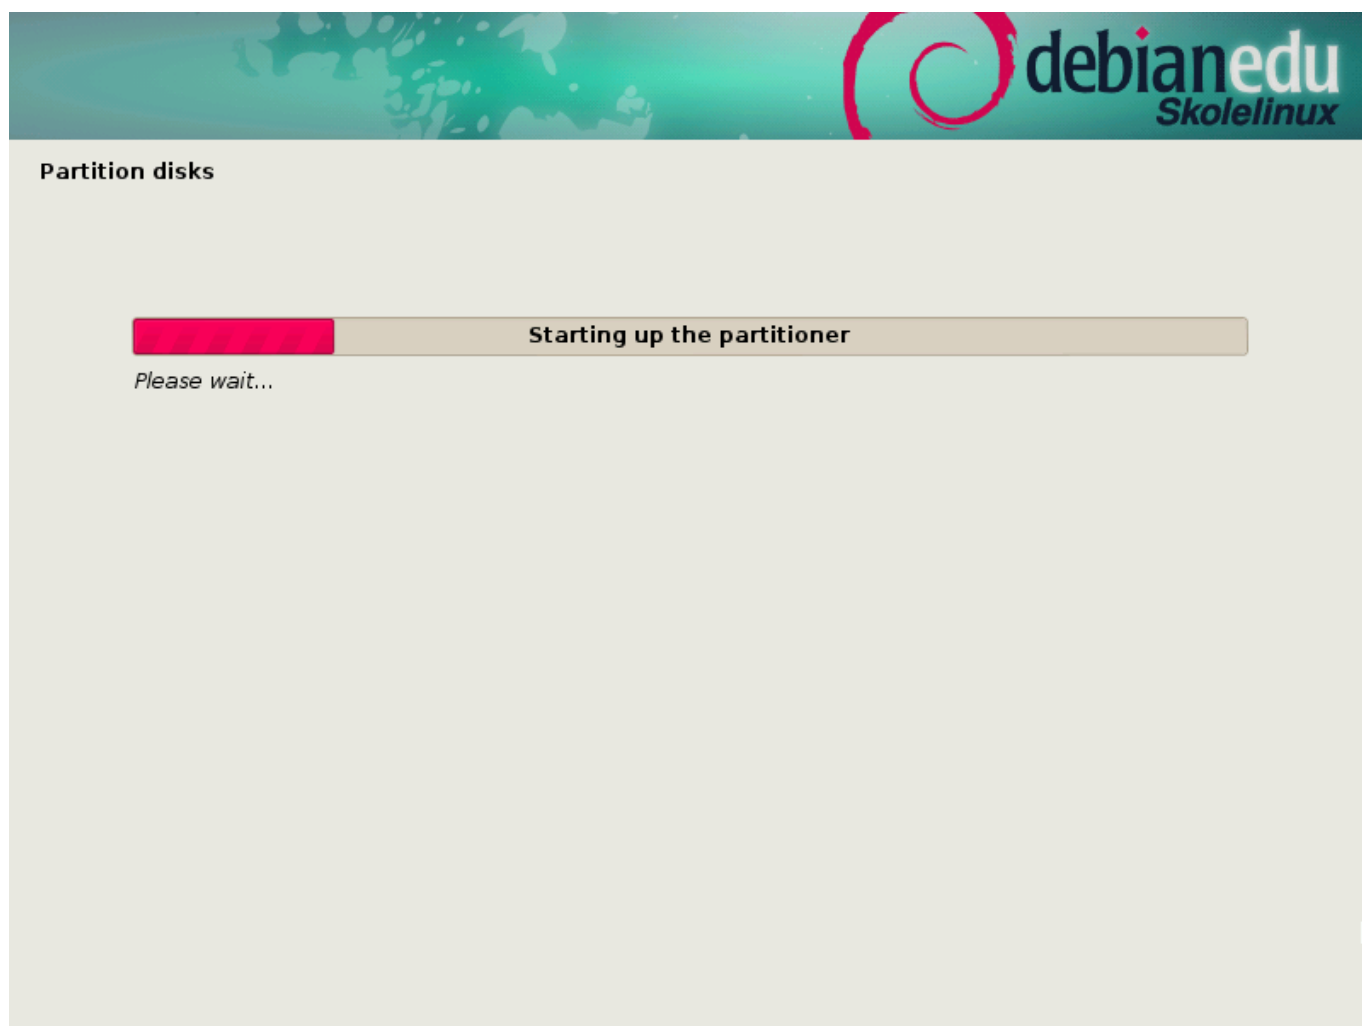 debianedu
Skolelinux
Partition disks
Starting up the partitioner
Please wait...